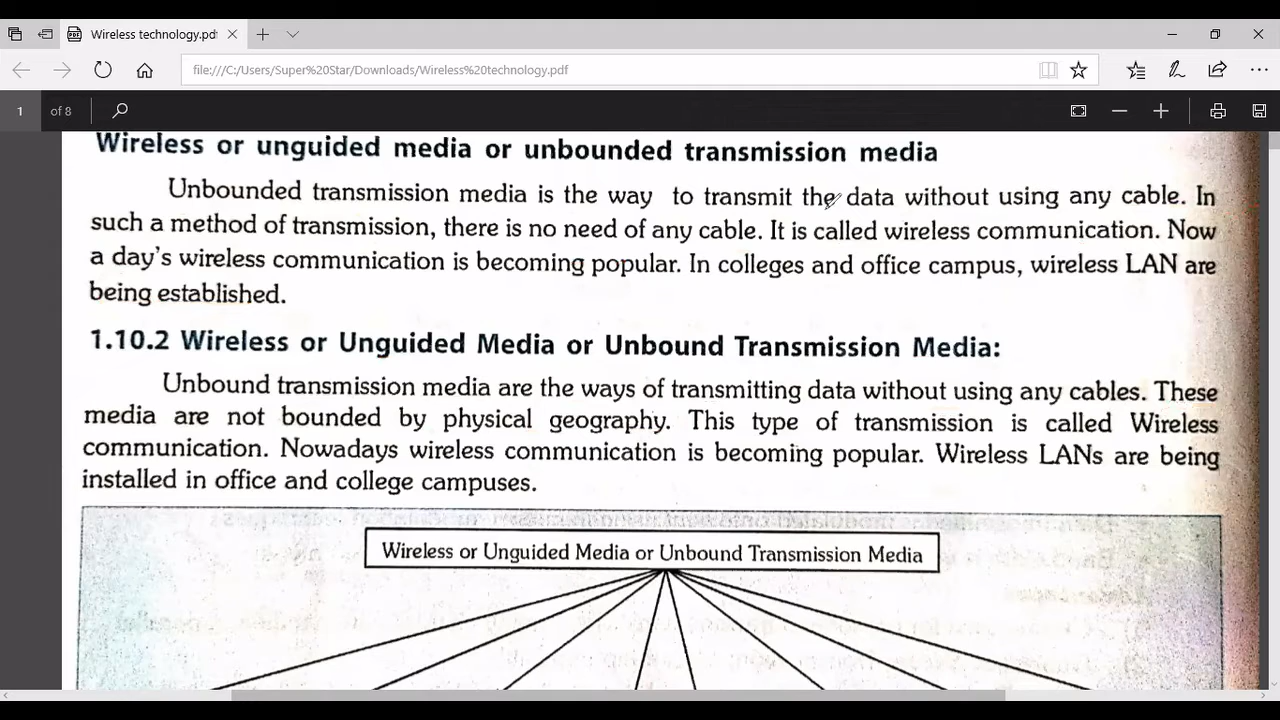 Wireless technology.pdf
file:///C:/Users/Super%20Star/Downloads/Wireless%20technology.pdf
1 of 8
Wireless or unguided media or unbounded transmission media
Unbounded transmission media is the way to transmit the data without using any cable. In
such a method of transmission, there is no need of any cable. It is called wireless communication. Now
a day's wireless communication is becoming popular. In colleges and office campus, wireless LAN are
being established.
1.10.2 Wireless or Unguided Media or Unbound Transmission Media:
Unbound transmission media are the ways of transmitting data without using any cables. These
media are not bounded by physical geography. This type of transmission is called Wireless
communication. Nowadays wireless communication is becoming popular. Wireless LANs are being
installed in office and college campuses.
Wireless or Unguided Media or Unbound Transmission Media